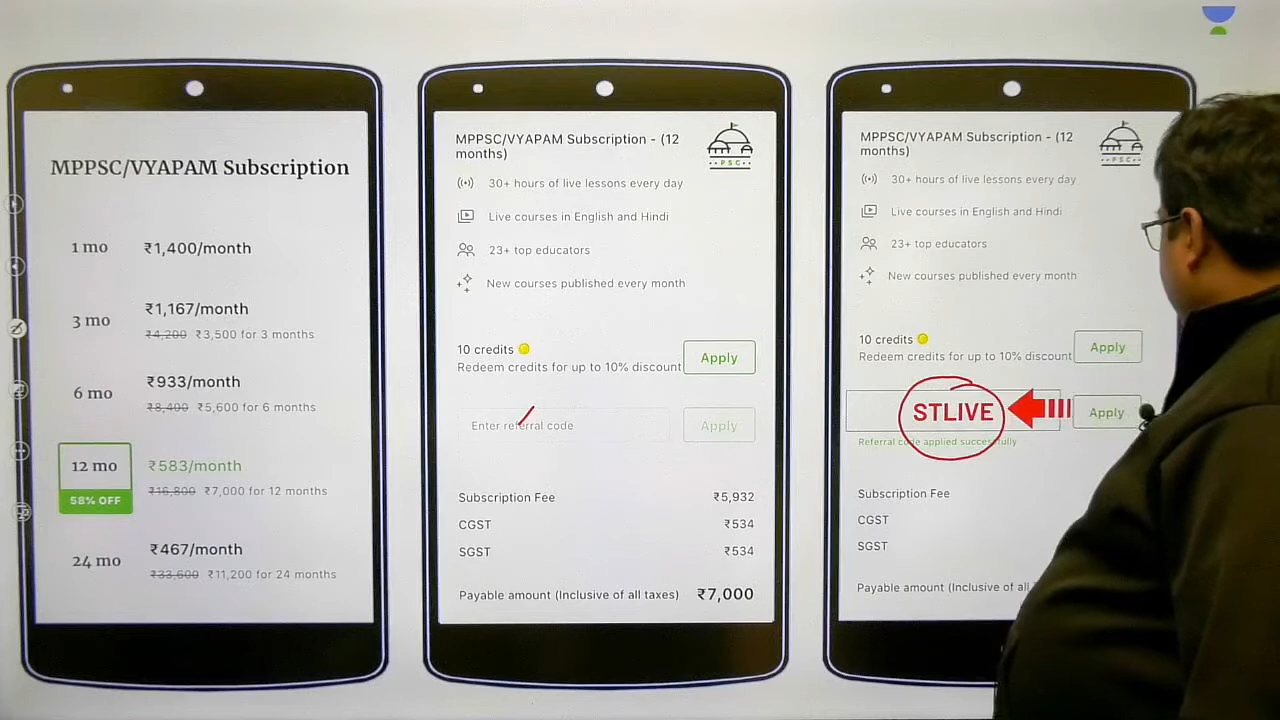 MPPSC/VYAPAM Subscription
1 mo ₹1,400/month
3 mo ₹1,167/month
₹4,200 ₹3,500 for 3 months
6 mo ₹933/month
₹8,400 ₹5,600 for 6 months
12 mo ₹583/month
58% OFF ₹16,800 ₹7,000 for 12 months
24 mo ₹467/month
₹33,600 ₹11,200 for 24 months
MPPSC/VYAPAM Subscription - (12
months)
PSC
30+ hours of live lessons every day
Live courses in English and Hindi
23+ top educators
New courses published every month
10 credits
Redeem credits for up to 10% discount
Apply
Enter referral code
Apply
Subscription Fee ₹5,932
CGST ₹534
SGST ₹534
Payable amount (Inclusive of all taxes) ₹7,000
MPPSC/VYAPAM Subscription - (12
months)
PSC
30+ hours of live lessons every day
Live courses in English and Hindi
23+ top educators
New courses published every month
10 credits
Redeem credits for up to 10% discount
Apply
STLIVE
Apply
Referral code applied succesfully
Subscription Fee
CGST
SGST
Payable amount (Inclusive of all